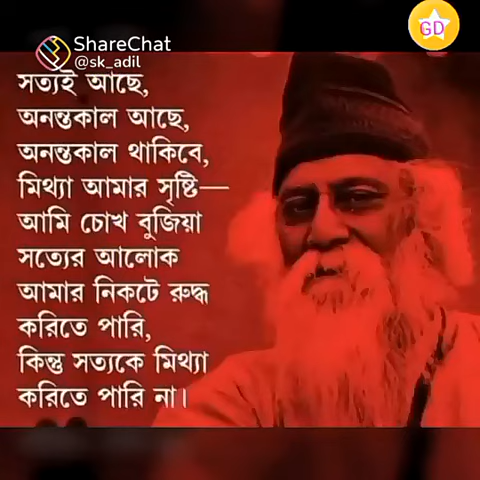 GD
ShareChat
@sk_adil
সত্যই আছে,
অনন্তকাল আছে,
অনন্তকাল থাকিবে,
মিথ্যা আমার সৃষ্টি—
আমি চোখ বুজিয়া
সত্যের আলোক
আমার নিকটে রুদ্ধ
করিতে পারি,
কিন্তু সত্যকে মিথ্যা
করিতে পারি না।